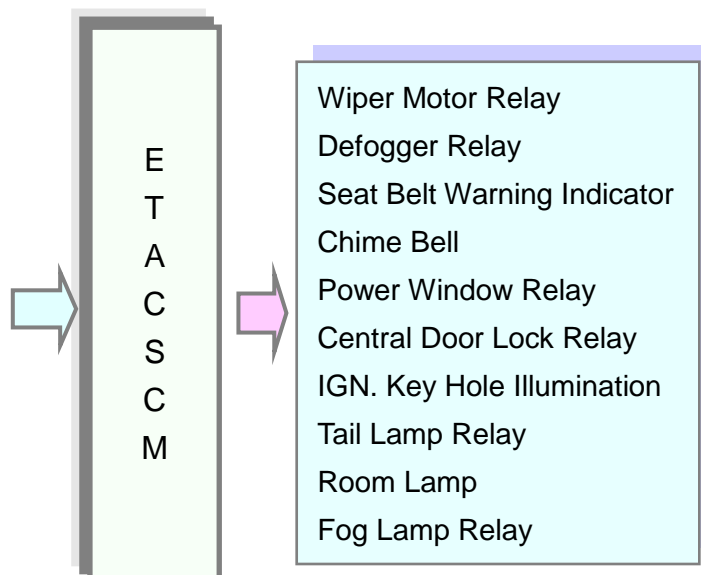 E
T
A
C
S
C
M
Wiper Motor Relay
Defogger Relay
Seat Belt Warning Indicator
Chime Bell
Power Window Relay
Central Door Lock Relay
IGN. Key Hole Illumination
Tail Lamp Relay
Room Lamp
Fog Lamp Relay